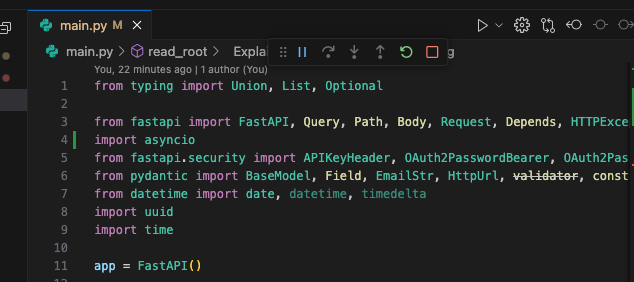 main.py M
main.py > read_root > Explai
g
You, 22 minutes ago | 1 author (You)
1 from typing import Union, List, Optional
2
3 from fastapi import FastAPI, Query, Path, Body, Request, Depends, HTTPExce
4 import asyncio
5 from fastapi.security import APIKeyHeader, OAuth2PasswordBearer, OAuth2Pas
6 from pydantic import BaseModel, Field, EmailStr, HttpUrl, validator, const
7 from datetime import date, datetime, timedelta
8 import uuid
9 import time
10
11 app = FastAPI()